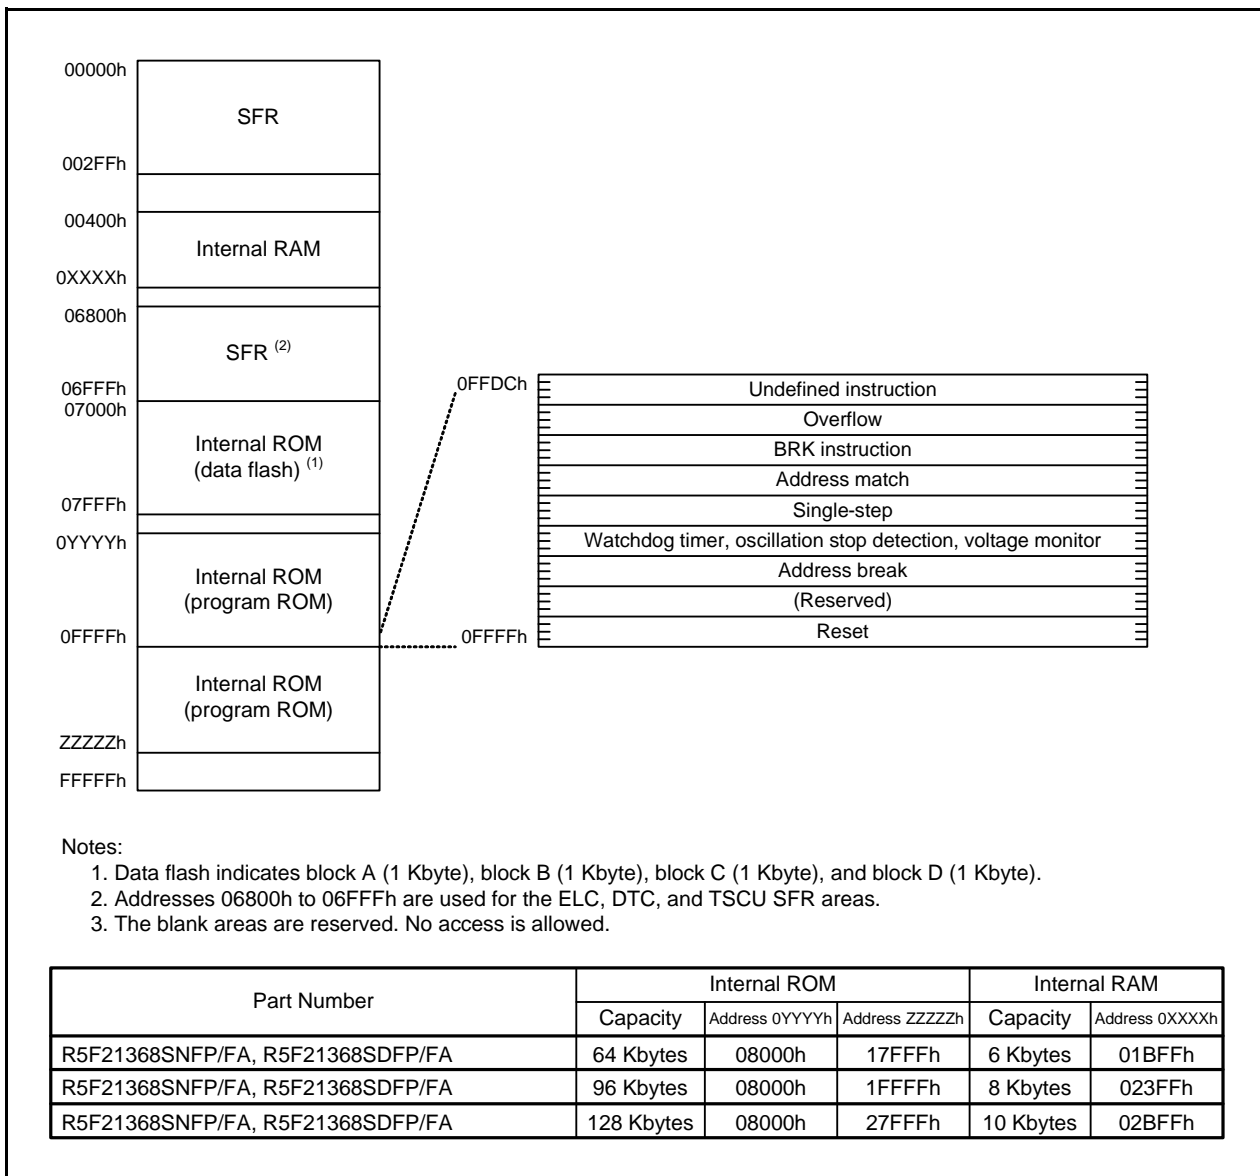 00000h
SFR
002FFh
00400h
Internal RAM
0XXXXh
06800h
SFR (2)
06FFFh
07000h
Internal ROM
(data flash) (1)
07FFFh
0YYYYh
Internal ROM
(program ROM)
0FFFFh
Internal ROM
(program ROM)
ZZZZZh
FFFFFh
0FFDCh
Undefined instruction
Overflow
BRK instruction
Address match
Single-step
Watchdog timer, oscillation stop detection, voltage monitor
Address break
(Reserved)
0FFFFh
Reset
Notes:
1. Data flash indicates block A (1 Kbyte), block B (1 Kbyte), block C (1 Kbyte), and block D (1 Kbyte).
2. Addresses 06800h to 06FFFh are used for the ELC, DTC, and TSCU SFR areas.
3. The blank areas are reserved. No access is allowed.
Part Number Internal ROM Internal RAM
Capacity Address 0YYYYh Address ZZZZZh Capacity Address 0XXXXh
R5F21368SNFP/FA, R5F21368SDFP/FA 64 Kbytes 08000h 17FFFh 6 Kbytes 01BFFh
R5F21368SNFP/FA, R5F21368SDFP/FA 96 Kbytes 08000h 1FFFFh 8 Kbytes 023FFh
R5F21368SNFP/FA, R5F21368SDFP/FA 128 Kbytes 08000h 27FFFh 10 Kbytes 02BFFh